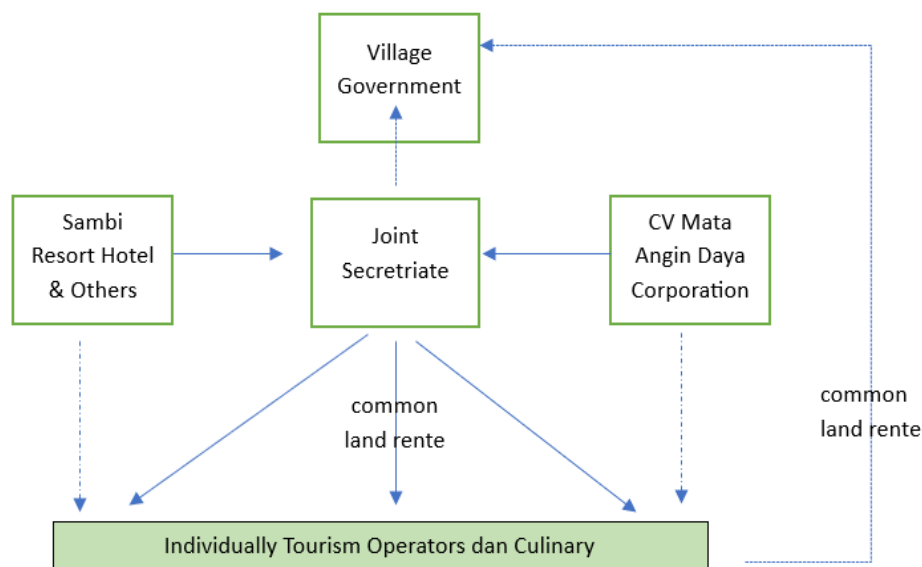 Village
Government
Sambi
Resort Hotel
& Others
Joint
Secretriate
CV Mata
Angin Daya
Corporation
common
land rente
common
land rente
Individually Tourism Operators dan Culinary